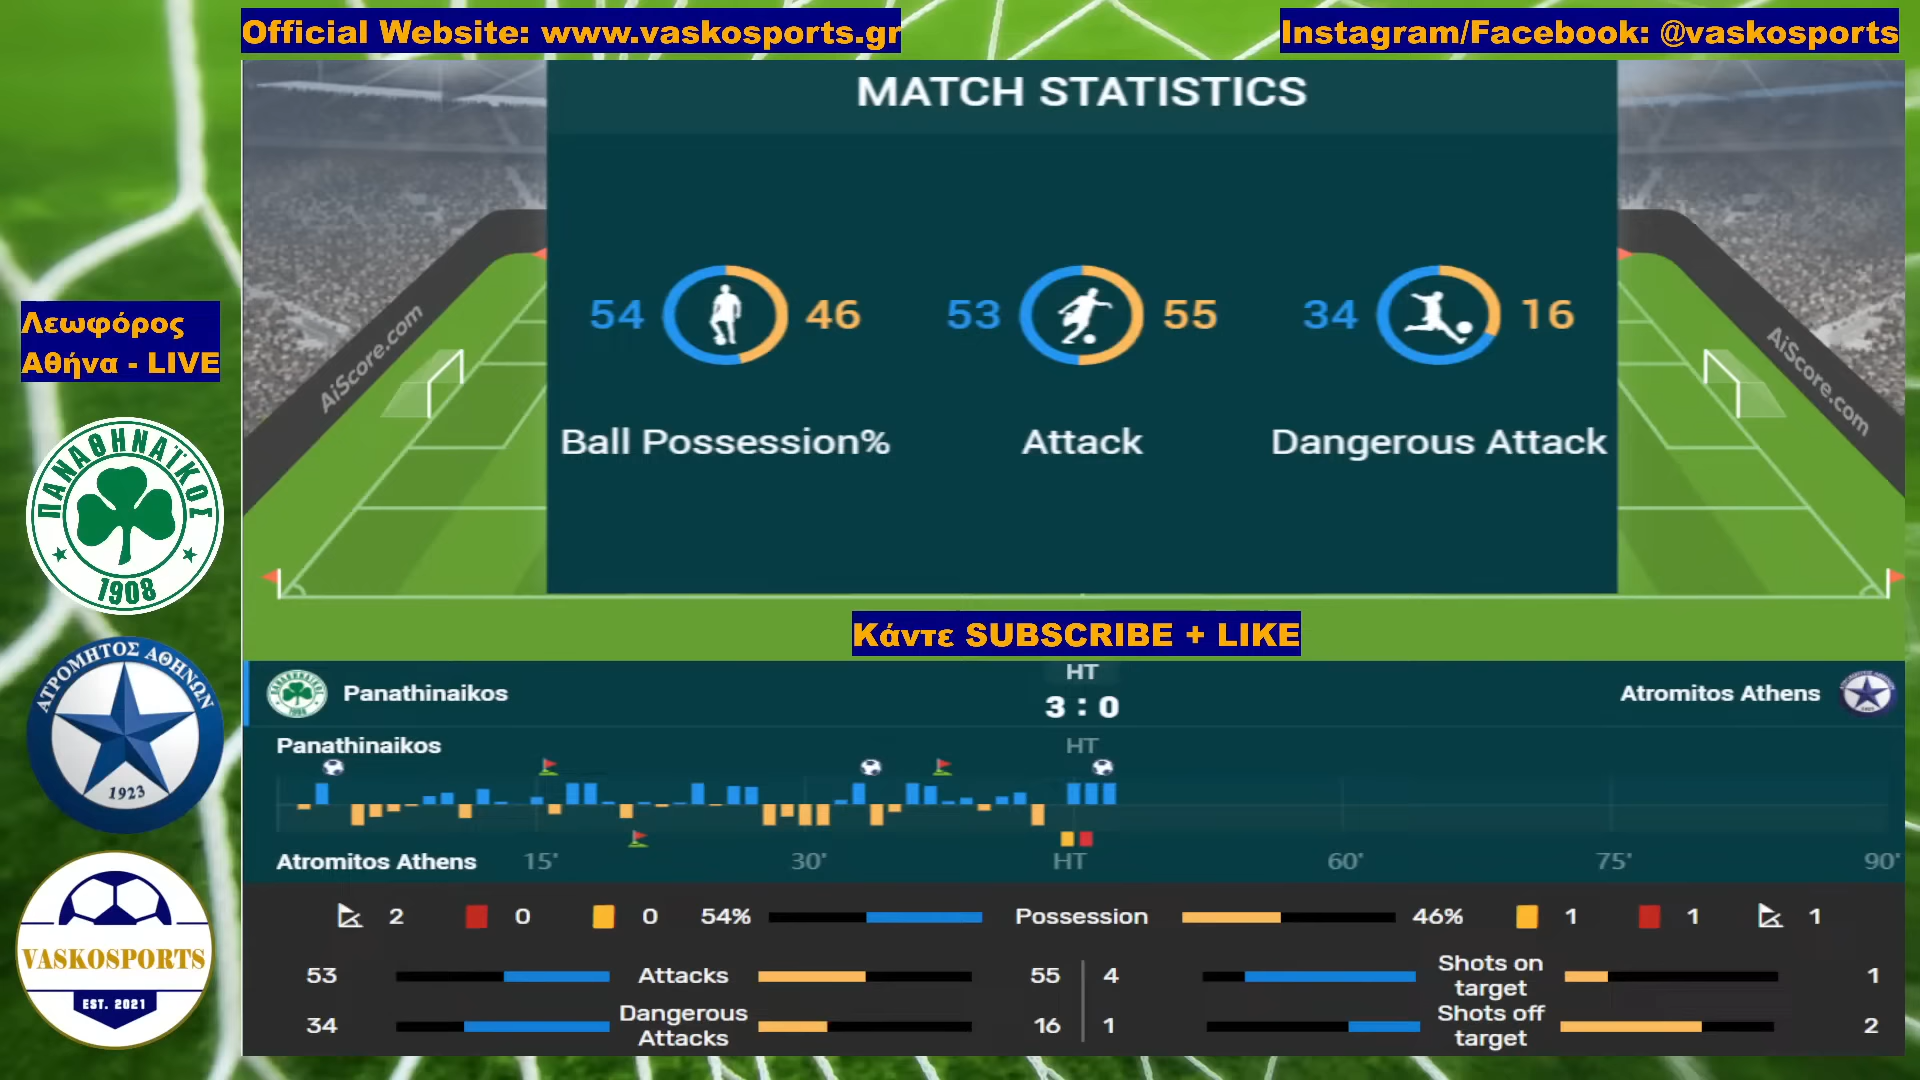 Official Website: www.vaskosports.gr
Instagram/Facebook: @vaskosports
MATCH STATISTICS
54 46
53 55
34 16
Ball Possession%
Attack
Dangerous Attack
AiScore.com
AiScore.com
Λεωφόρος
Αθήνα - LIVE
ΠΑΝΑΘΗΝΑΪΚΟΣ
1908
ΑΤΡΟΜΗΤΟΣ ΑΘΗΝΩΝ
1923
VASKOSPORTS
EST. 2021
Κάντε SUBSCRIBE + LIKE
Panathinaikos
HT
3 : 0
Atromitos Athens
Panathinaikos
HT
Atromitos Athens 15' 30' HT 60' 75' 90'
2 0 0 54% Possession 46% 1 1 1
53 Attacks 55
4 Shots on target 1
34 Dangerous Attacks 16
1 Shots off target 2